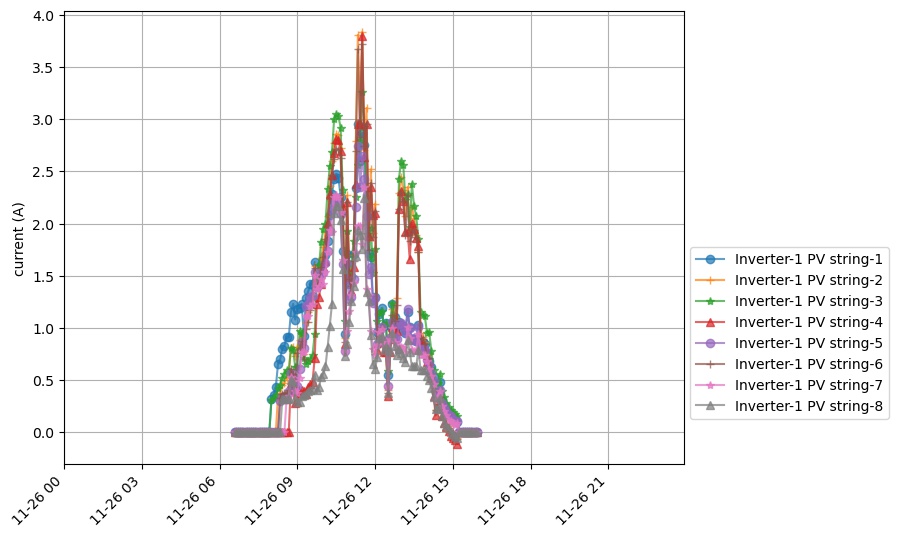 4.0
3.5
3.0
2.5
2.0
1.5
1.0
0.5
0.0
current (A)
11-26 00
11-26 03
11-26 06
11-26 09
11-26 12
11-26 15
11-26 18
11-26 21
Inverter-1 PV string-1
Inverter-1 PV string-2
Inverter-1 PV string-3
Inverter-1 PV string-4
Inverter-1 PV string-5
Inverter-1 PV string-6
Inverter-1 PV string-7
Inverter-1 PV string-8